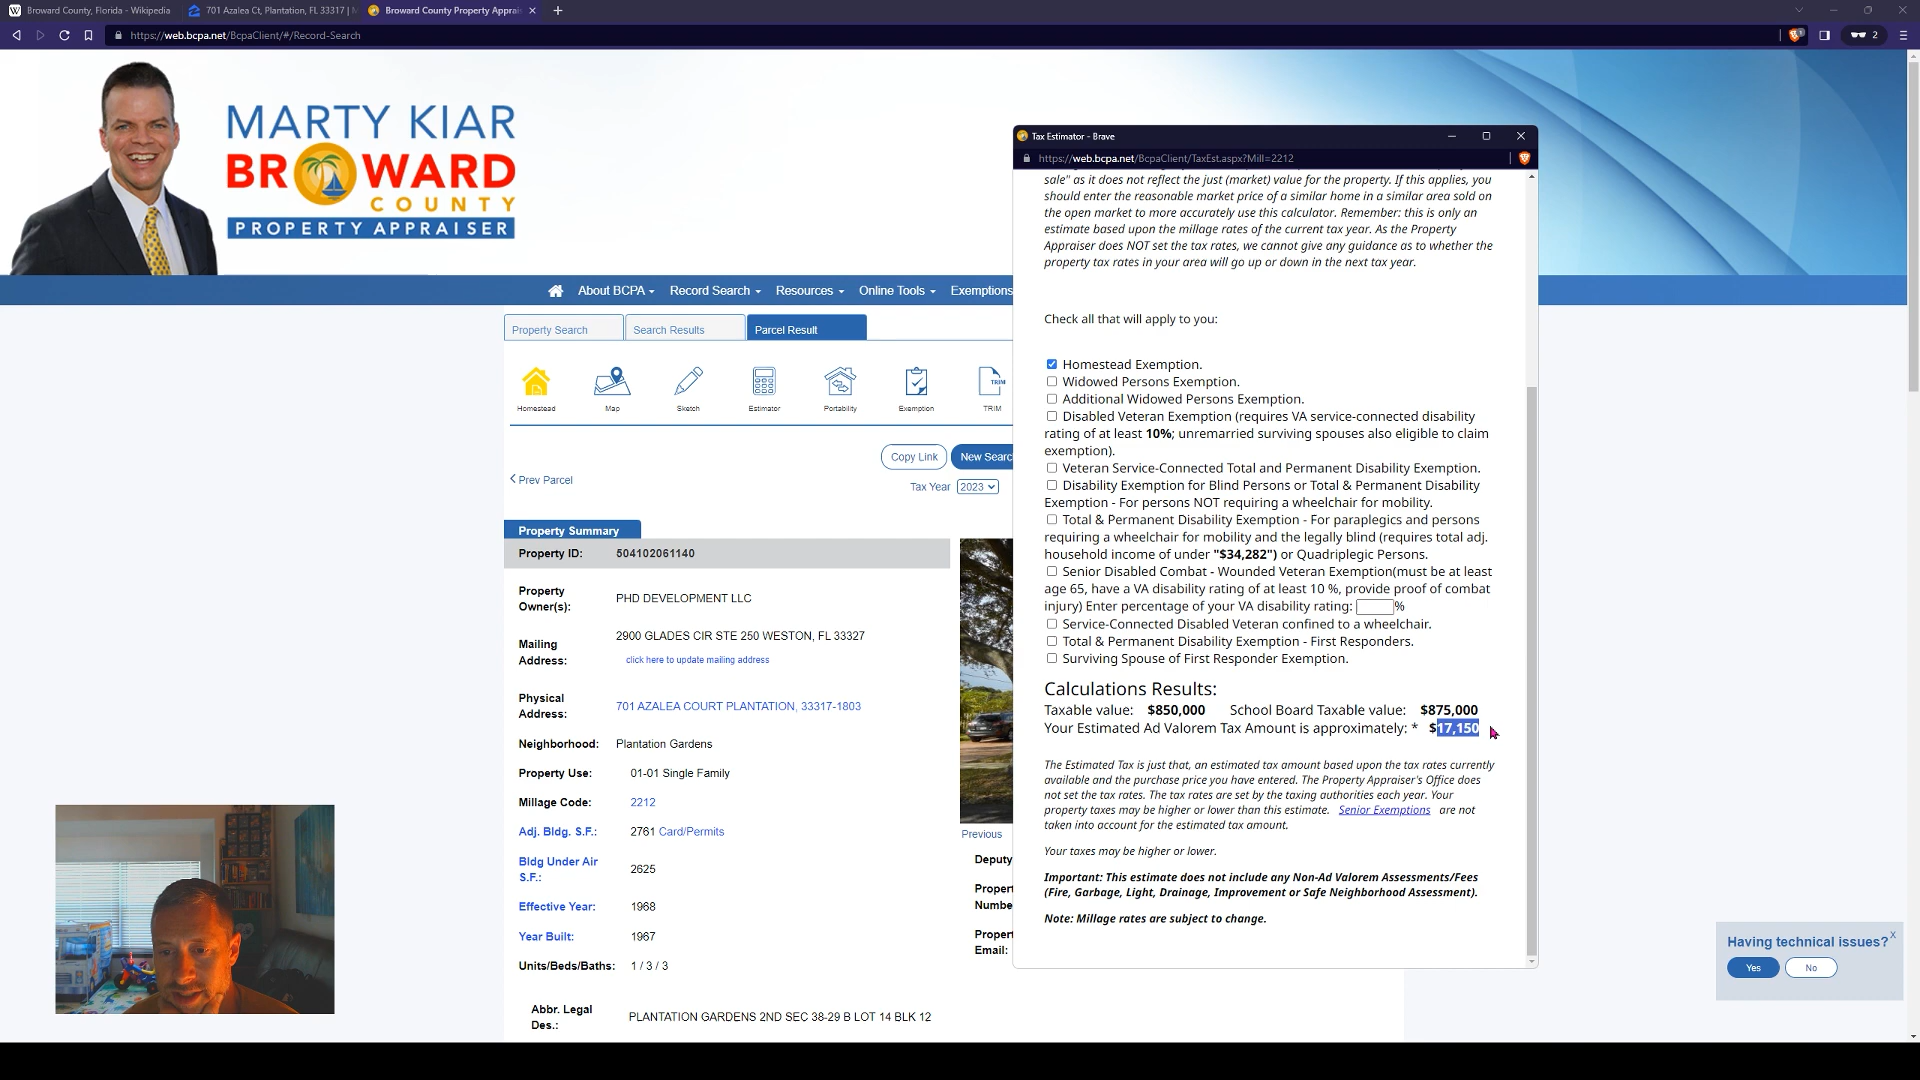 Broward County, Florida - Wikipedia
701 Azalea Ct, Plantation, FL 33317 |
Broward County Property Apprai
https://web.bcpa.net/BcpaClient/#/Record-Search
2
MARTY KIAR
BROWARD
COUNTY
PROPERTY APPRAISER
About BCPA
Record Search
Resources
Online Tools
Exemptions
Property Search
Search Results
Parcel Result
Homestead
Map
Sketch
Estimator
Portability
Exemption
TRIM
TRIM
Copy Link
New Searc
Prev Parcel
Tax Year 2023
Property Summary
Property ID: 504102061140
Property Owner(s): PHD DEVELOPMENT LLC
Mailing Address: 2900 GLADES CIR STE 250 WESTON, FL 33327
click here to update mailing address
Physical Address: 701 AZALEA COURT PLANTATION, 33317-1803
Neighborhood: Plantation Gardens
Property Use: 01-01 Single Family
Millage Code: 2212
Adj. Bldg. S.F.: 2761 Card/Permits
Bldg Under Air S.F.: 2625
Effective Year: 1968
Year Built: 1967
Units/Beds/Baths: 1 / 3 / 3
Abbr. Legal Des.: PLANTATION GARDENS 2ND SEC 38-29 B LOT 14 BLK 12
Previous
Deputy
Propert
Numbe
Propert
Email:
Tax Estimator - Brave
https://web.bcpa.net/BcpaClient/TaxEst.aspx?Mill=2212
sale" as it does not reflect the just (market) value for the property. If this applies, you
should enter the reasonable market price of a similar home in a similar area sold on
the open market to more accurately use this calculator. Remember: this is only an
estimate based upon the millage rates of the current tax year. As the Property
Appraiser does NOT set the tax rates, we cannot give any guidance as to whether the
property tax rates in your area will go up or down in the next tax year.
Check all that will apply to you:
Homestead Exemption.
Widowed Persons Exemption.
Additional Widowed Persons Exemption.
Disabled Veteran Exemption (requires VA service-connected disability
rating of at least 10%; unremarried surviving spouses also eligible to claim
exemption).
Veteran Service-Connected Total and Permanent Disability Exemption.
Disability Exemption for Blind Persons or Total & Permanent Disability
Exemption - For persons NOT requiring a wheelchair for mobility.
Total & Permanent Disability Exemption - For paraplegics and persons
requiring a wheelchair for mobility and the legally blind (requires total adj.
household income of under "$34,282") or Quadriplegic Persons.
Senior Disabled Combat - Wounded Veteran Exemption(must be at least
age 65, have a VA disability rating of at least 10 %, provide proof of combat
injury) Enter percentage of your VA disability rating: %
Service-Connected Disabled Veteran confined to a wheelchair.
Total & Permanent Disability Exemption - First Responders.
Surviving Spouse of First Responder Exemption.
Calculations Results:
Taxable value: $850,000 School Board Taxable value: $875,000
Your Estimated Ad Valorem Tax Amount is approximately: * $17,150
The Estimated Tax is just that, an estimated tax amount based upon the tax rates currently
available and the purchase price you have entered. The Property Appraiser's Office does
not set the tax rates. The tax rates are set by the taxing authorities each year. Your
property taxes may be higher or lower than this estimate. Senior Exemptions are not
taken into account for the estimated tax amount.
Your taxes may be higher or lower.
Important: This estimate does not include any Non-Ad Valorem Assessments/Fees
(Fire, Garbage, Light, Drainage, Improvement or Safe Neighborhood Assessment).
Note: Millage rates are subject to change.
Having technical issues? X
Yes
No